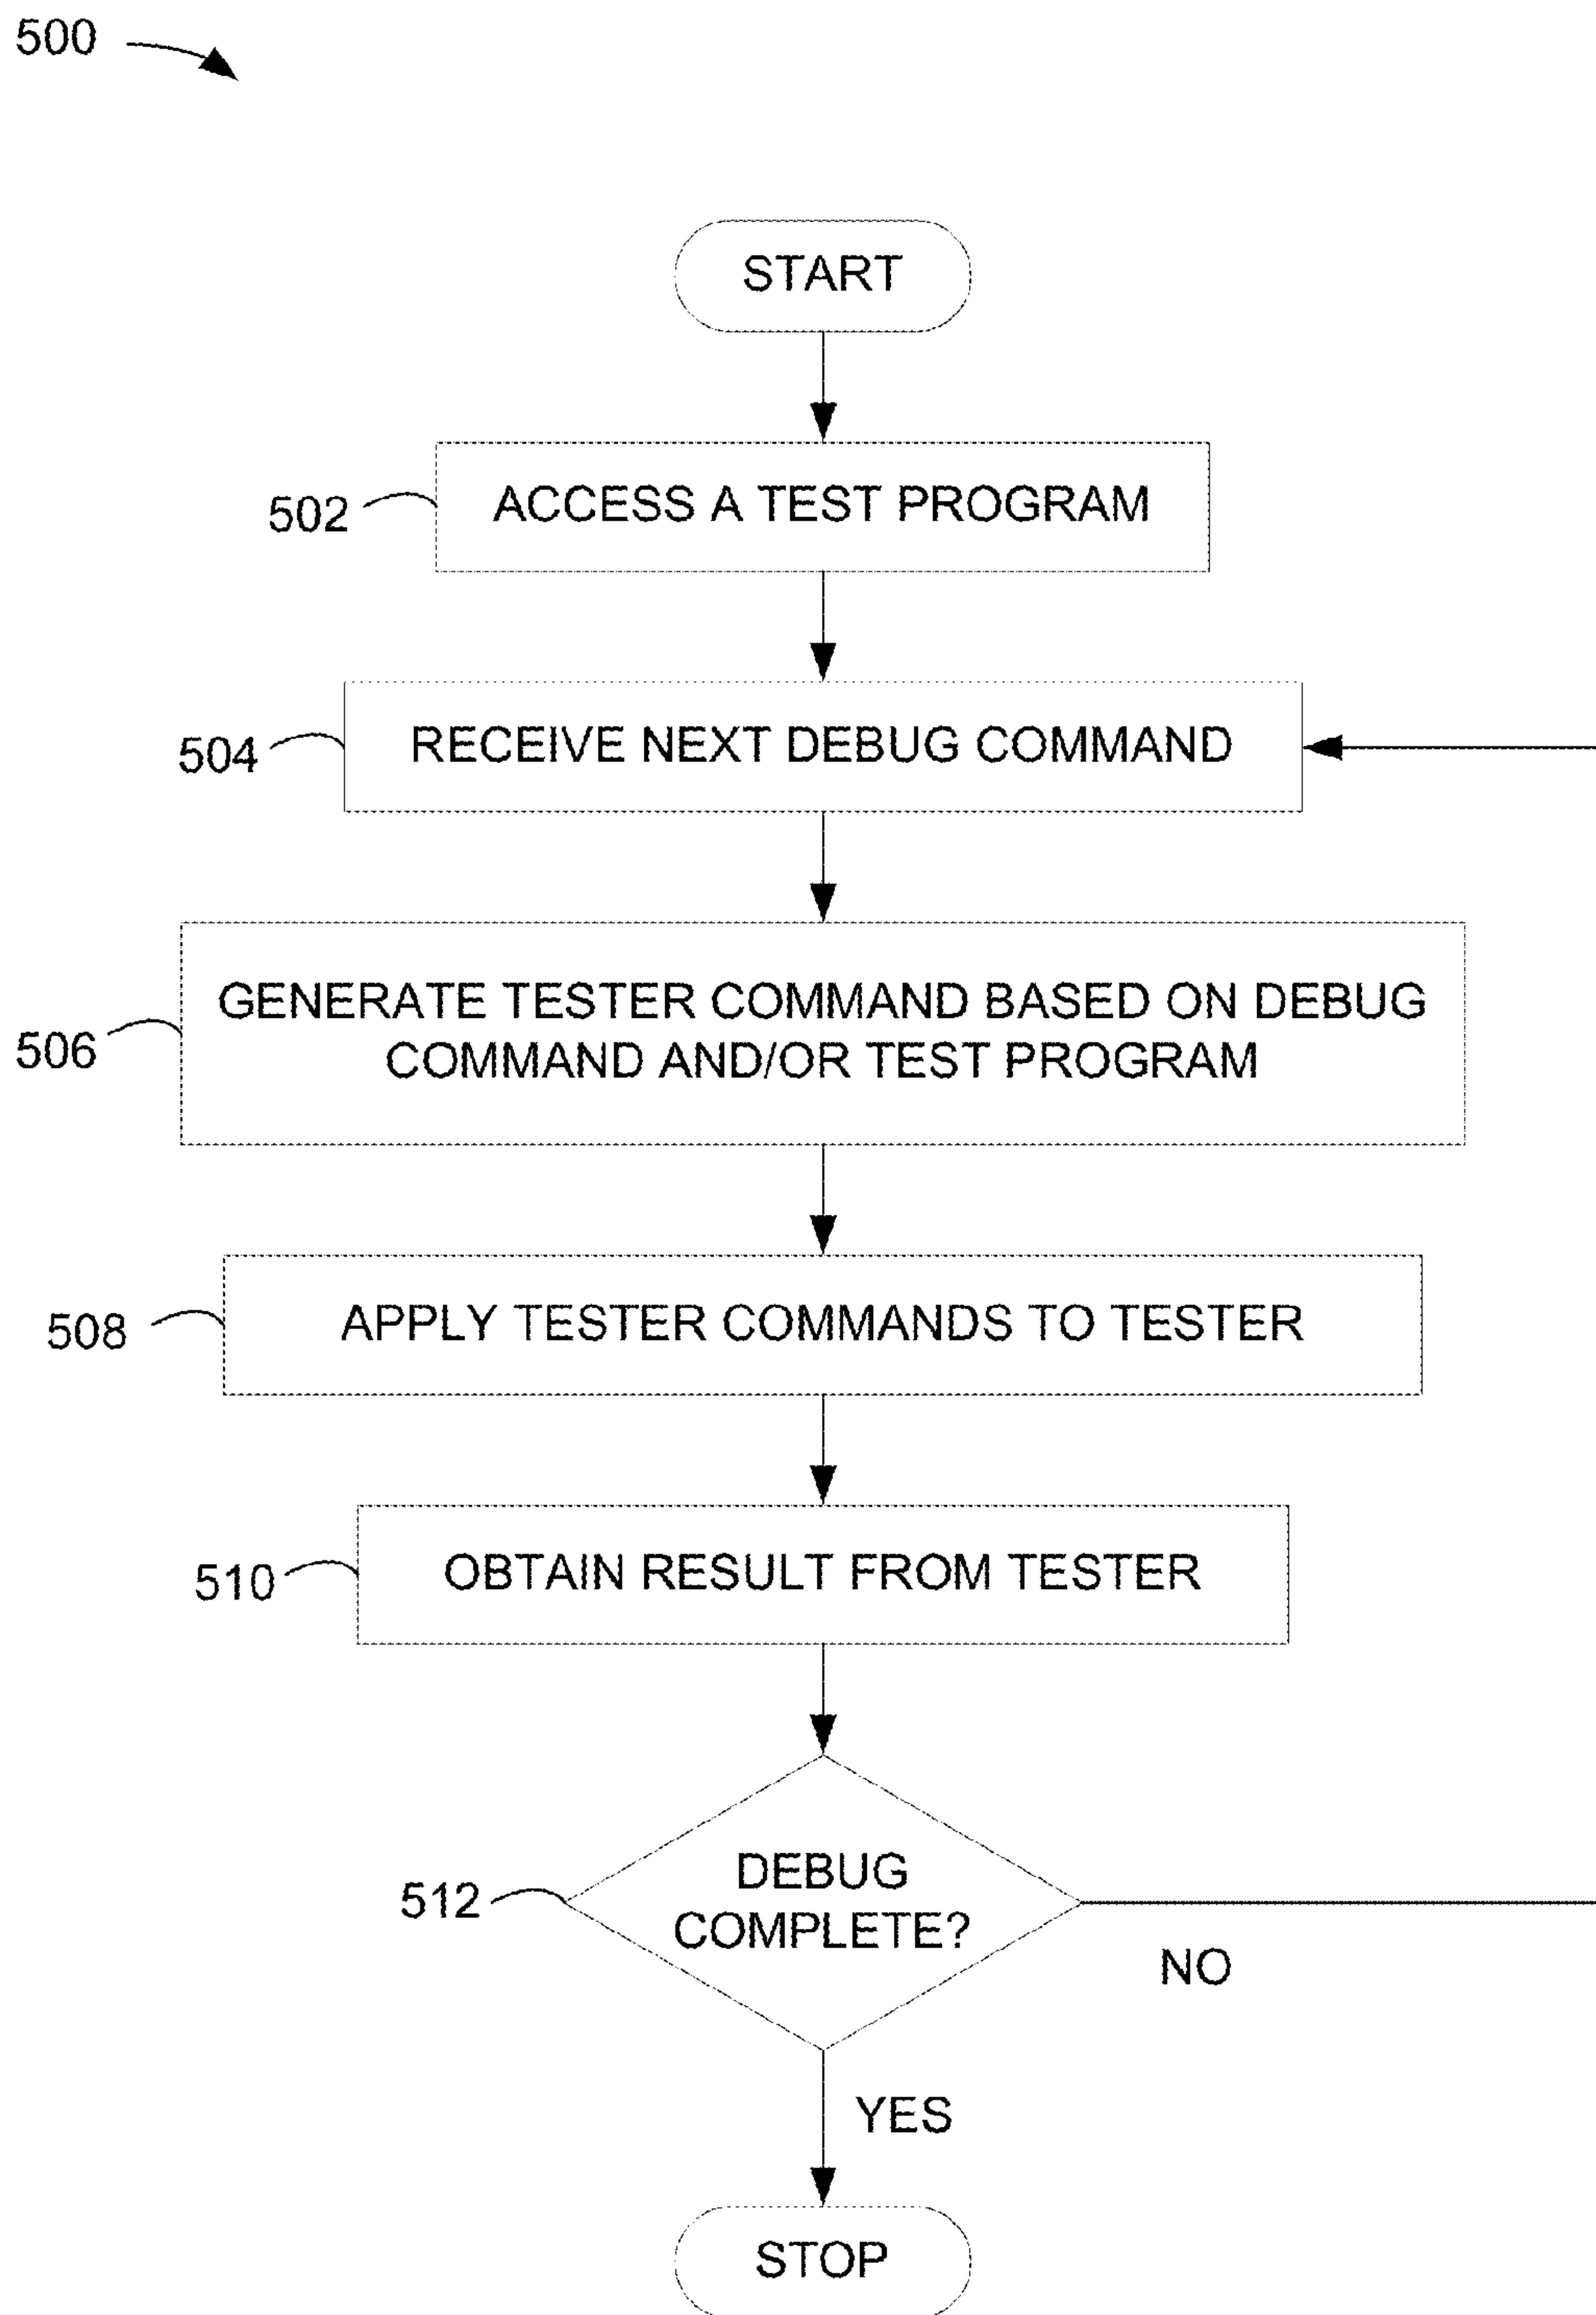 500
START
502
ACCESS A TEST PROGRAM
504
RECEIVE NEXT DEBUG COMMAND
506
GENERATE TESTER COMMAND BASED ON DEBUG
COMMAND AND/OR TEST PROGRAM
508
APPLY TESTER COMMANDS TO TESTER
510
OBTAIN RESULT FROM TESTER
512
DEBUG
COMPLETE?
NO
YES
STOP